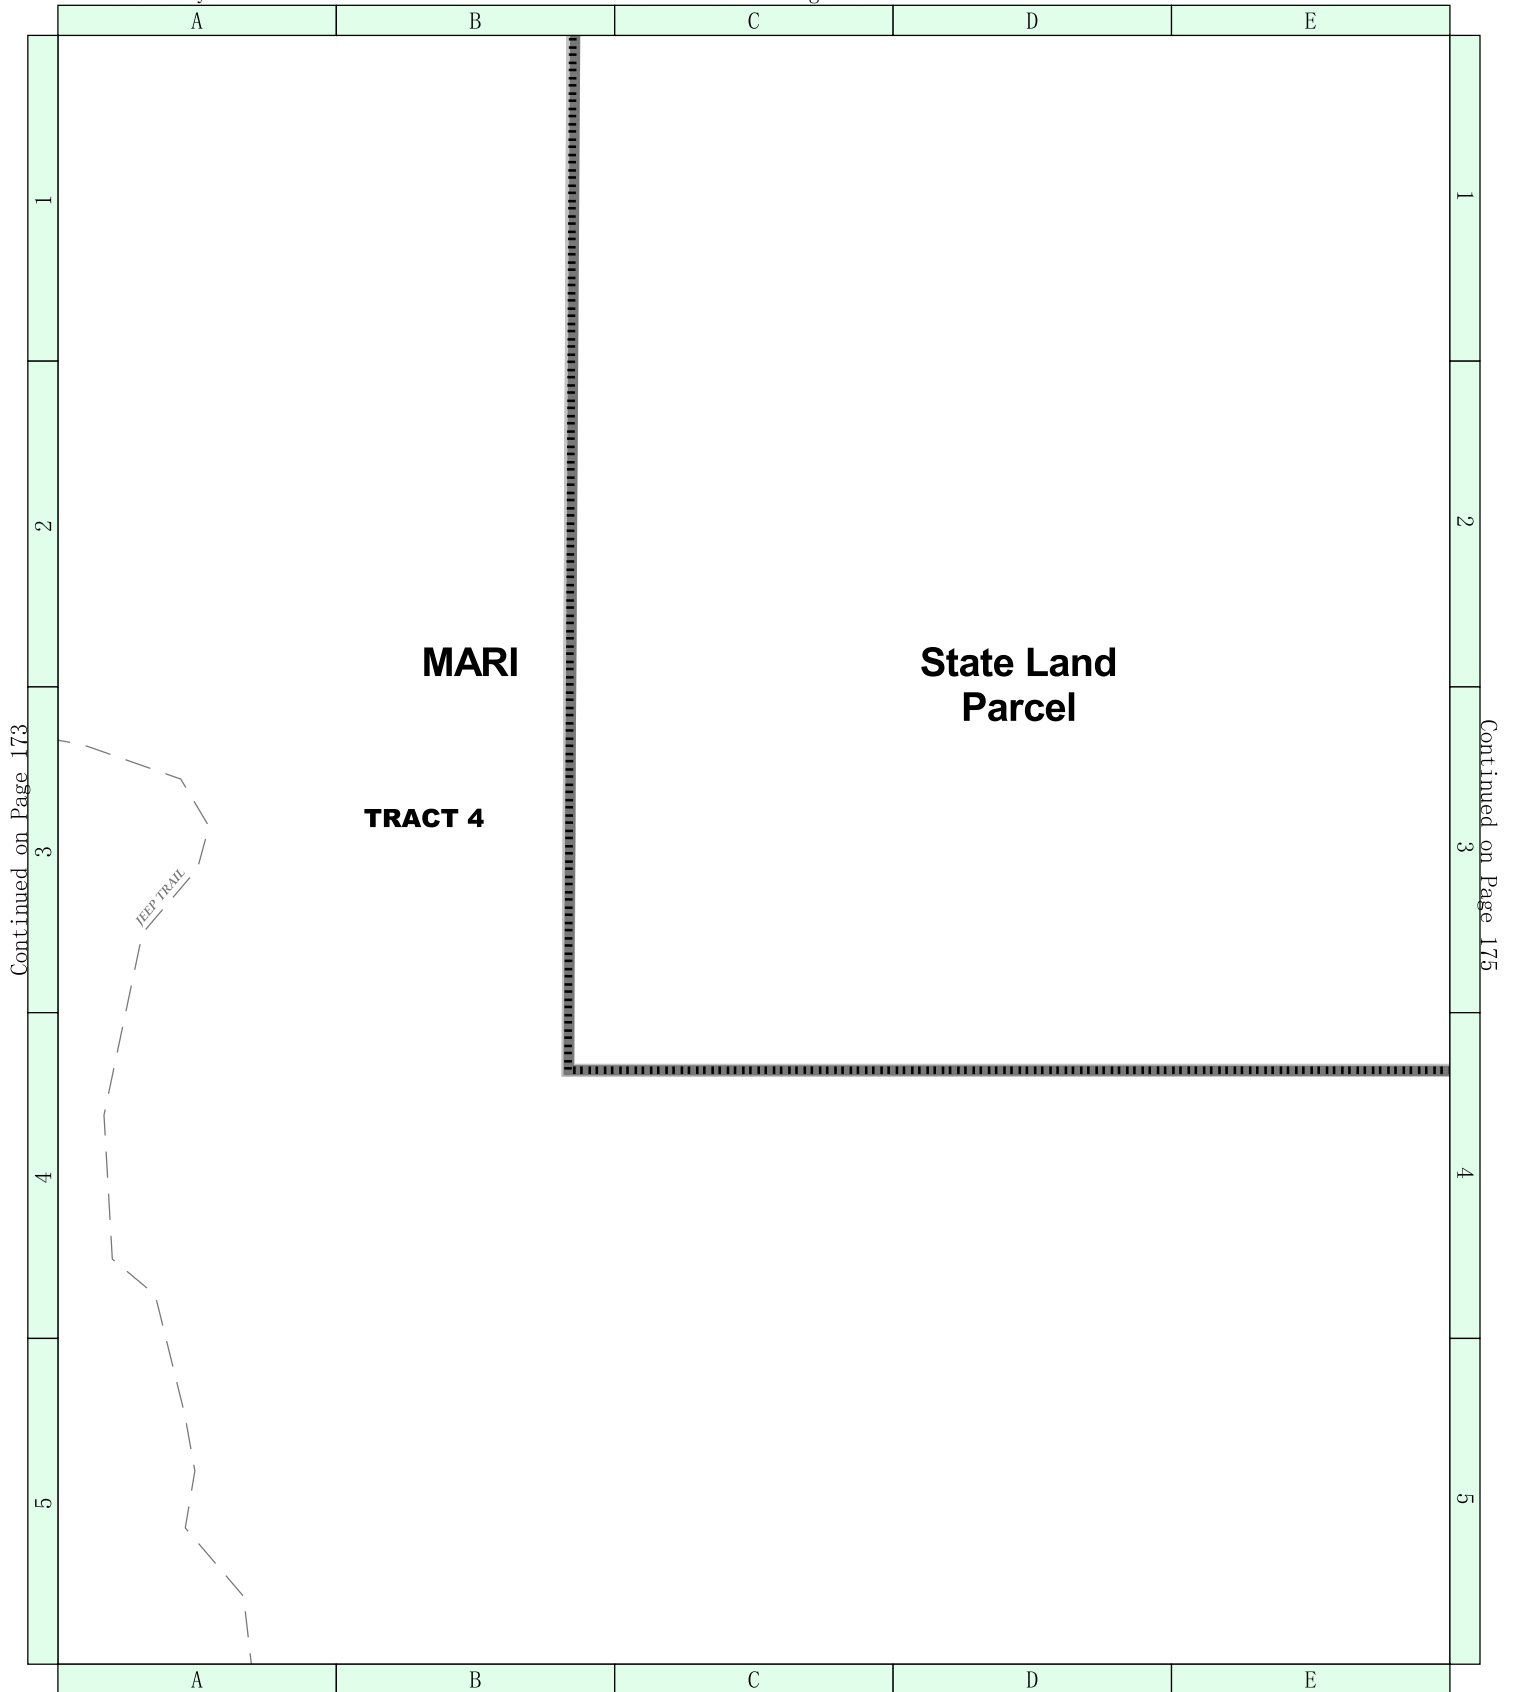 A B C D E
1 1
2 2
MARI
State Land
Parcel
Continued on Page 173
Continued on Page 175
TRACT 4
3 3
JEEP TRAIL
4 4
5 5
A B C D E